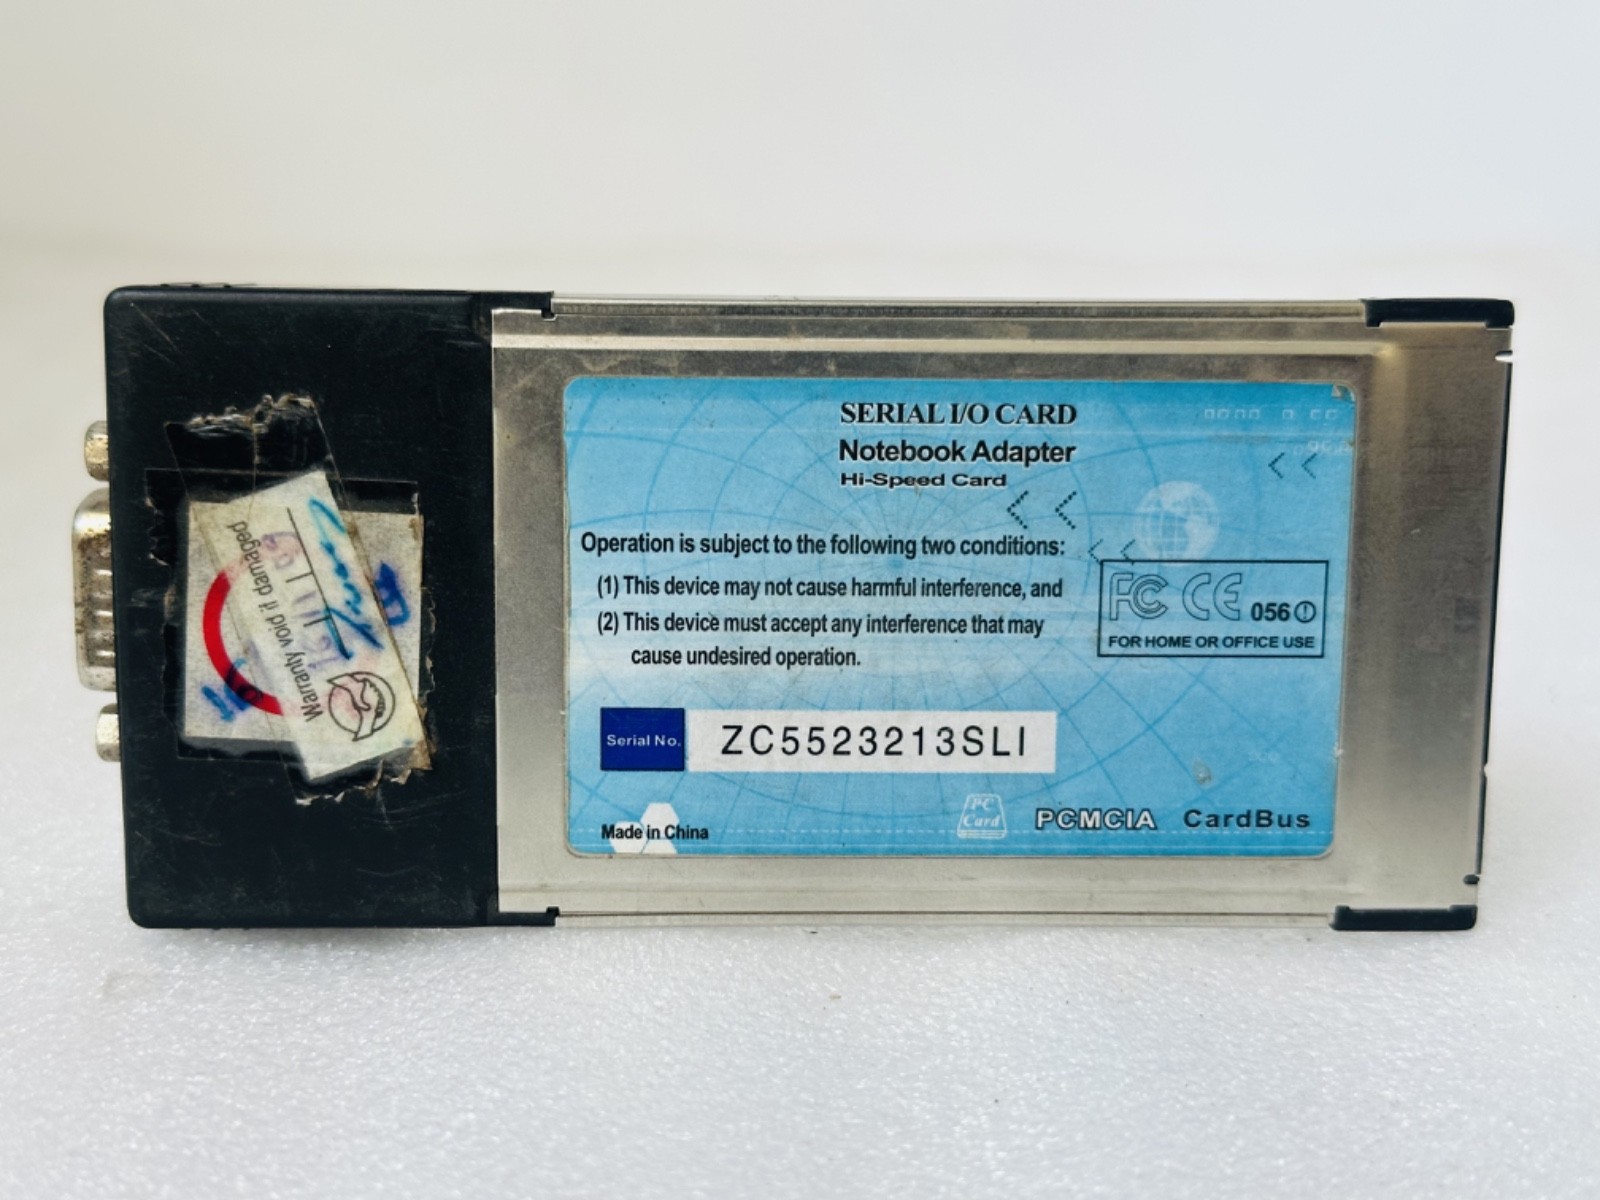 SERIAL I/O CARD
Notebook Adapter
Hi-Speed Card
Operation is subject to the following two conditions:
(1) This device may not cause harmful interference, and
(2) This device must accept any interference that may
cause undesired operation.
FC CE 056
FOR HOME OR OFFICE USE
Serial No. ZC5523213SLI
Made in China
PC Card
PCMCIA CardBus
Warranty void if damaged